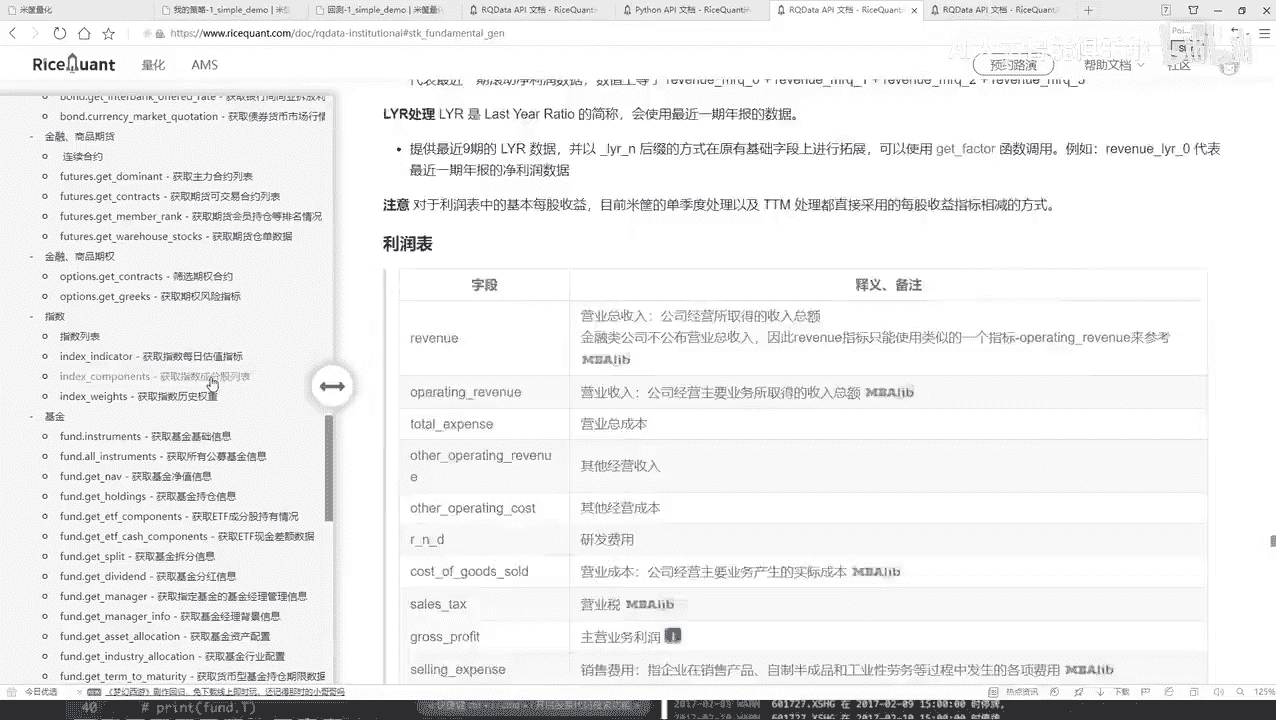 米筐量化
我的策略-1_simple_demo | 米筐
回测-1_simple_demo | 米筐量化
RQData API 文档 - RiceQuant
Python API 文档 - RiceQuant
RQData API 文档 - RiceQuant
RQData API 文档 - RiceQuant
https://www.ricequant.com/doc/rqdata-institutional#stk_fundamental_gen
RiceQuant
量化
AMS
预约路演
帮助文档
社区
bond.get_interbank_offered_rate - 获取银行间同业拆放利
bond.currency_market_quotation - 获取债券货币市场行情
金融、商品期货
连续合约
futures.get_dominant - 获取主力合约列表
futures.get_contracts - 获取期货可交易合约列表
futures.get_member_rank - 获取期货会员持仓等排名情况
futures.get_warehouse_stocks - 获取期货仓单数据
金融、商品期权
options.get_contracts - 筛选期权合约
options.get_greeks - 获取期权风险指标
指数
指数列表
index_indicator - 获取指数每日估值指标
index_components - 获取指数成分股列表
index_weights - 获取指数历史权重
基金
fund.instruments - 获取基金基础信息
fund.all_instruments - 获取所有公募基金信息
fund.get_nav - 获取基金净值信息
fund.get_holdings - 获取基金持仓信息
fund.get_etf_components - 获取ETF成分股持有情况
fund.get_etf_cash_components - 获取ETF现金差额数据
fund.get_split - 获取基金拆分信息
fund.get_dividend - 获取基金分红信息
fund.get_manager - 获取指定基金的基金经理管理信息
fund.get_manager_info - 获取基金经理背景信息
fund.get_asset_allocation - 获取基金资产配置
fund.get_industry_allocation - 获取基金行业配置
fund.get_term_to_maturity - 获取货币型基金持仓期限数据
代表最近一期滚动净利润数据，数值上等于 revenue_mrq_0 + revenue_mrq_1 + revenue_mrq_2 + revenue_mrq_3
LYR处理 LYR 是 Last Year Ratio 的简称，会使用最近一期年报的数据。
提供最近9期的 LYR 数据，并以 _lyr_n 后缀的方式在原有基础字段上进行拓展，可以使用 get_factor 函数调用。例如：revenue_lyr_0 代表
最近一期年报的净利润数据
注意 对于利润表中的基本每股收益，目前米筐的单季度处理以及 TTM 处理都直接采用的每股收益指标相减的方式。
利润表
字段 释义、备注
revenue 营业总收入：公司经营所取得的收入总额
金融类公司不公布营业总收入，因此revenue指标只能使用类似的一个指标-operating_revenue来参考
MBAlib
operating_revenue 营业收入：公司经营主要业务所取得的收入总额 MBAlib
total_expense 营业总成本
other_operating_revenu
e
其他经营收入
other_operating_cost 其他经营成本
r_n_d 研发费用
cost_of_goods_sold 营业成本：公司经营主要业务产生的实际成本 MBAlib
sales_tax 营业税 MBAlib
gross_profit 主营业务利润
selling_expense 销售费用：指企业在销售产品、自制半成品和工业性劳务等过程中发生的各项费用 MBAlib
今日优选
热点资讯
下载
125%
40 # print(fund.T)
601727.XSHG 在 2017-02-09 15:00:00 时停牌,